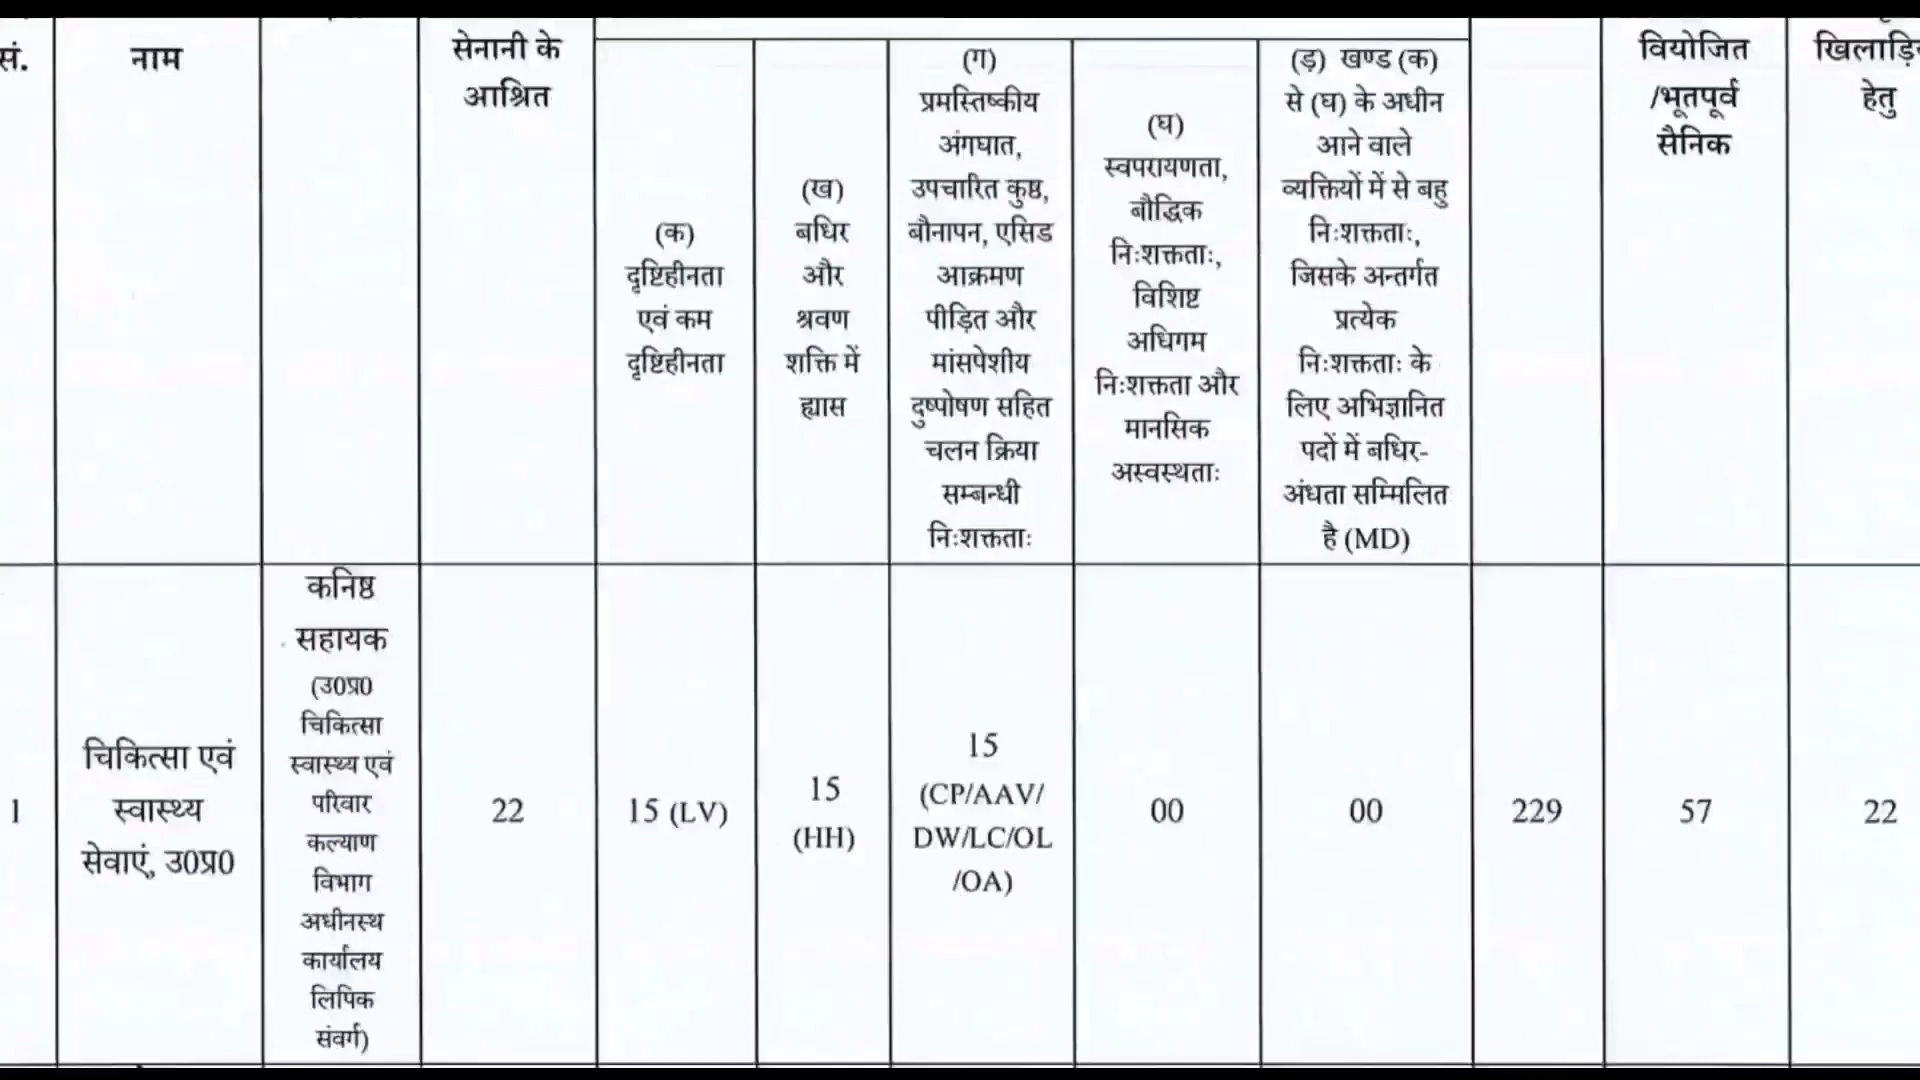 सं.
नाम
सेनानी के
आश्रित
(क)
दृष्टिहीनता
एवं कम
दृष्टिहीनता
(ख)
बधिर
और
श्रवण
शक्ति में
ह्यास
(ग)
प्रमस्तिष्कीय
अंगघात,
उपचारित कुष्ठ,
बौनापन, एसिड
आक्रमण
पीड़ित और
मांसपेशीय
दुष्पोषण सहित
चलन क्रिया
सम्बन्धी
निःशक्तताः
(घ)
स्वपरायणता,
बौद्धिक
निःशक्तताः,
विशिष्ट
अधिगम
निःशक्तता और
मानसिक
अस्वस्थताः
(ड़) खण्ड (क)
से (घ) के अधीन
आने वाले
व्यक्तियों में से बहु
निःशक्तताः,
जिसके अन्तर्गत
प्रत्येक
निःशक्तताः के
लिए अभिज्ञानित
पदों में बधिर-
अंधता सम्मिलित
है (MD)
वियोजित
/भूतपूर्व
सैनिक
हेतु
1
चिकित्सा एवं
स्वास्थ्य
सेवाएं, उ0प्र0
कनिष्ठ
सहायक
(उ0प्र0
चिकित्सा
स्वास्थ्य एवं
परिवार
कल्याण
विभाग
अधीनस्थ
कार्यालय
लिपिक
संवर्ग)
22
15 (LV)
15
(HH)
15
(CP/AAV/
DW/LC/OL
/OA)
00
00
229
57
22